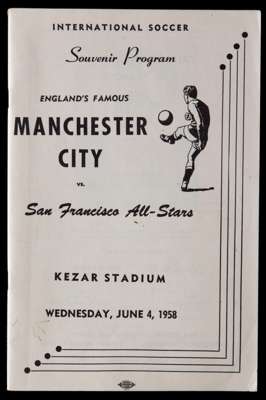 INTERNATIONAL SOCCER
Souvenir Program
ENGLAND'S FAMOUS
MANCHESTER
CITY
vs.
San Francisco All-Stars
KEZAR STADIUM
WEDNESDAY, JUNE 4, 1958